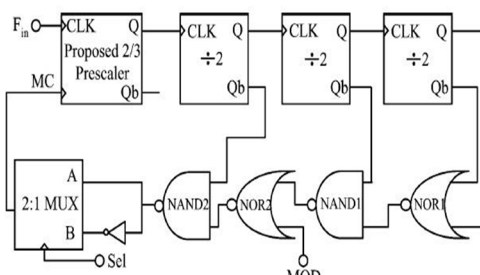 Fin
CLK Q
Proposed 2/3
Prescaler
Qb
CLK Q
÷2
Qb
CLK Q
÷2
Qb
CLK Q
÷2
Qb
MC
A
2:1 MUX
B
Sel
NAND2
NOR2
NAND1
NOR1
MOD